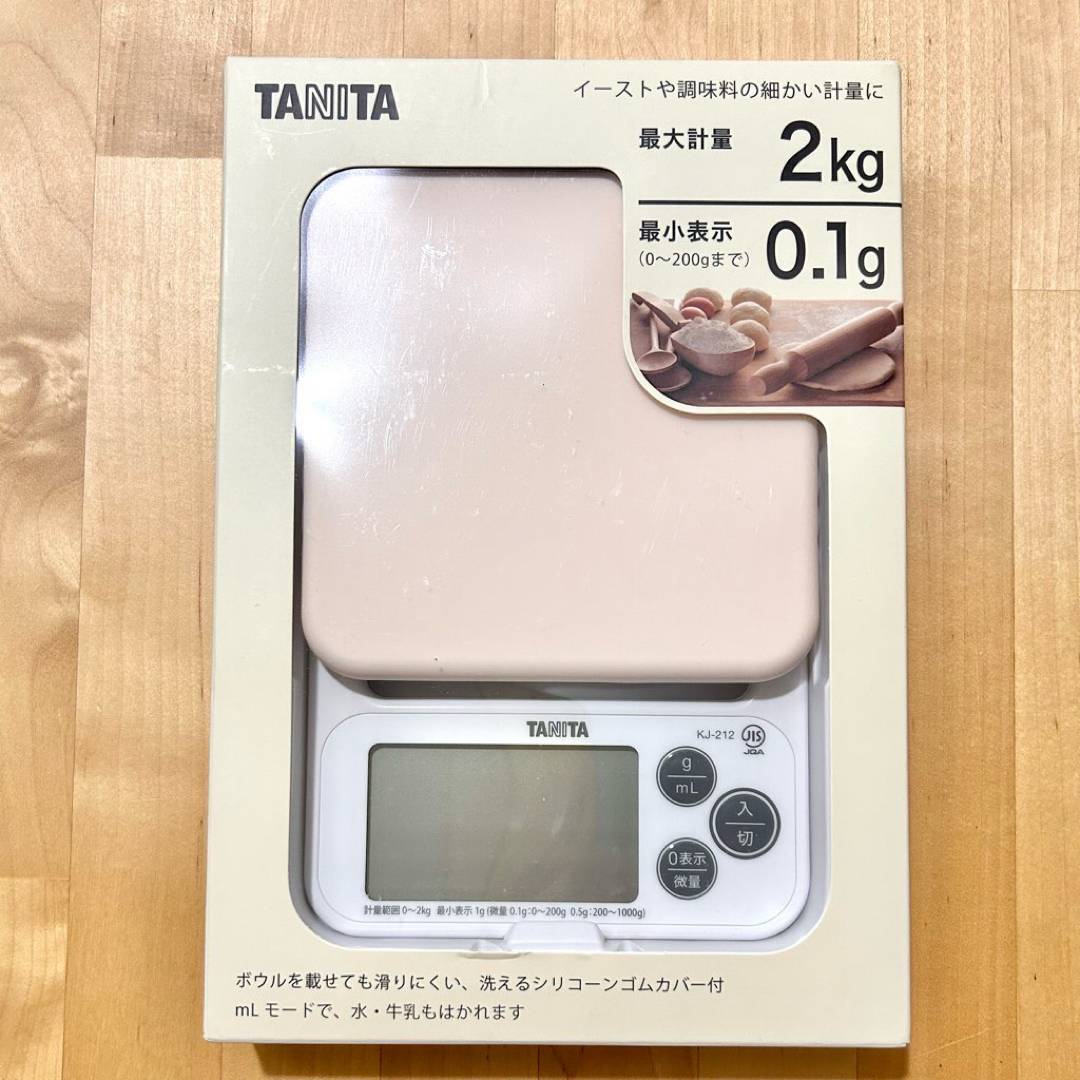 TANITA
イーストや調味料の細かい計量に
最大計量 2kg
最小表示 0.1g
(0〜200gまで)
TANITA
KJ-212 JIS
JQA
g
mL
入
切
0表示
微量
計量範囲 0〜2kg 最小表示 1g (微量 0.1g:0〜200g 0.5g:200〜1000g)
ボウルを載せても滑りにくい、洗えるシリコーンゴムカバー付
mL モードで、水・牛乳もはかれます